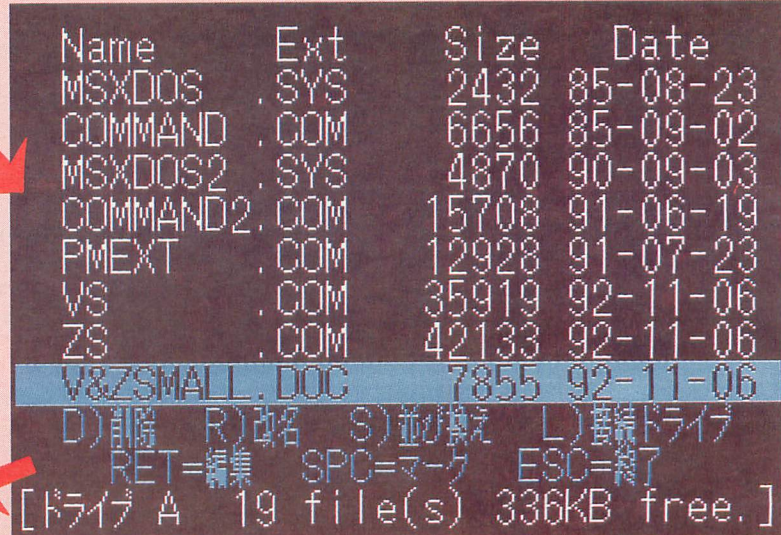 Name Ext Size Date
MSXDOS .SYS 2432 85-08-23
COMMAND .COM 6656 85-09-02
MSXDOS2 .SYS 4870 90-09-03
COMMAND2.COM 15708 91-06-19
PMEXT .COM 12928 91-07-23
VS .COM 35919 92-11-06
ZS .COM 42133 92-11-06
V&ZSMALL.DOC 7855 92-11-06
D)削除 R)改名 S)並び換え L)接続ドライブ
RET=編集 SPC=マーク ESC=終了
[ドライブ A 19 file(s) 336KB free.]